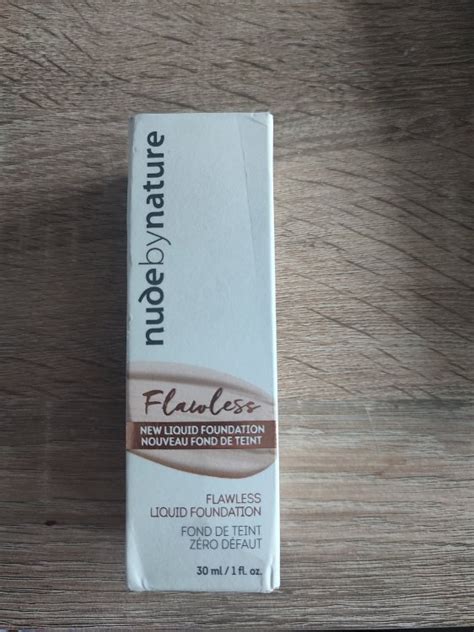 nudebynature
Flawless
NEW LIQUID FOUNDATION
NOUVEAU FOND DE TEINT
FLAWLESS
LIQUID FOUNDATION
FOND DE TEINT
ZÉRO DÉFAUT
30 ml / 1 fl. oz.